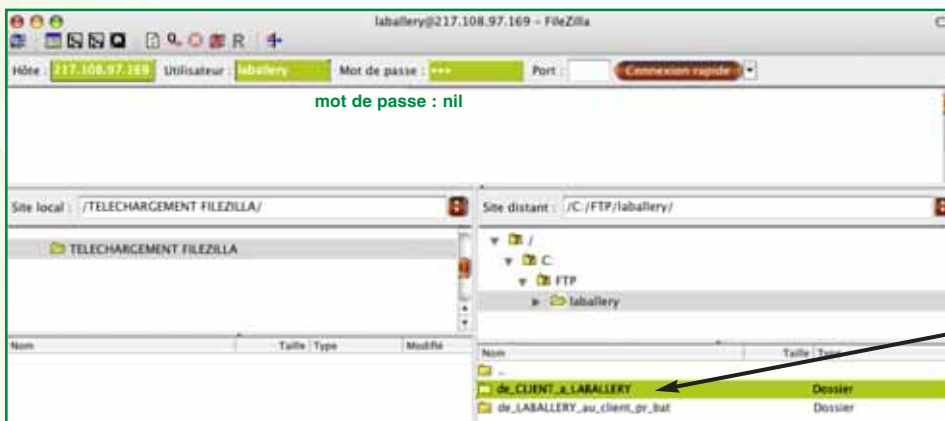 laballery@217.108.97.169 - FileZilla
Hôte : 217.108.97.169 Utilisateur : laballery Mot de passe : ••• Port : Connexion rapide
mot de passe : nil
Site local : /TELECHARGEMENT FILEZILLA/
Site distant : /C:/FTP/laballery/
TELECHARGEMENT FILEZILLA
/
C:
FTP
laballery
Nom Taille Type Modifié
Nom Taille Type
..
de_CLIENT_a_LABALLERY Dossier
de_LABALLERY_au_client_pr_bat Dossier